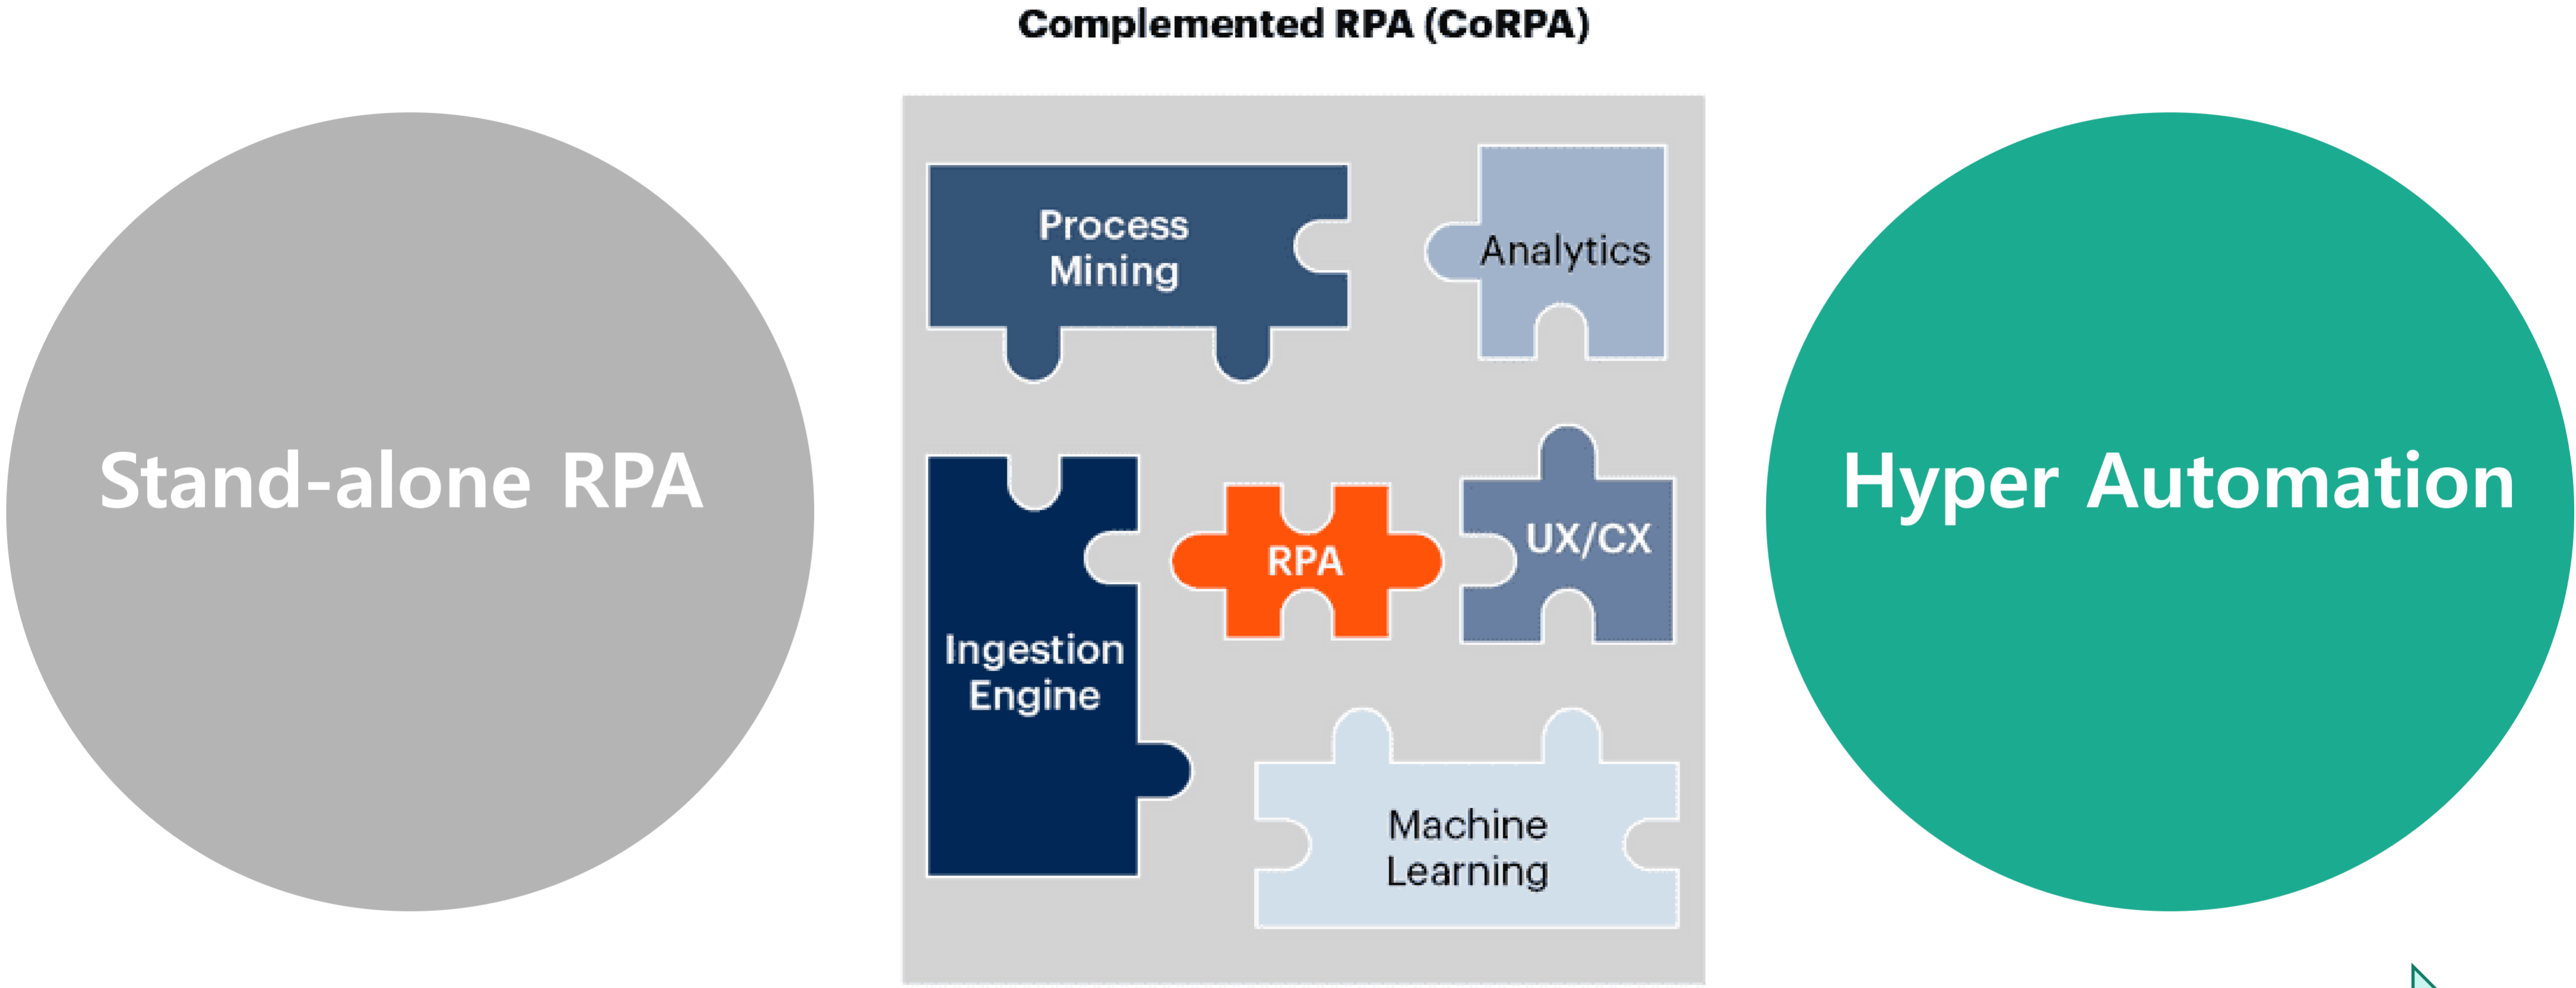 Complemented RPA (CoRPA)
Stand-alone RPA
Process
Mining
Analytics
Ingestion
Engine
RPA
UX/CX
Machine
Learning
Hyper Automation